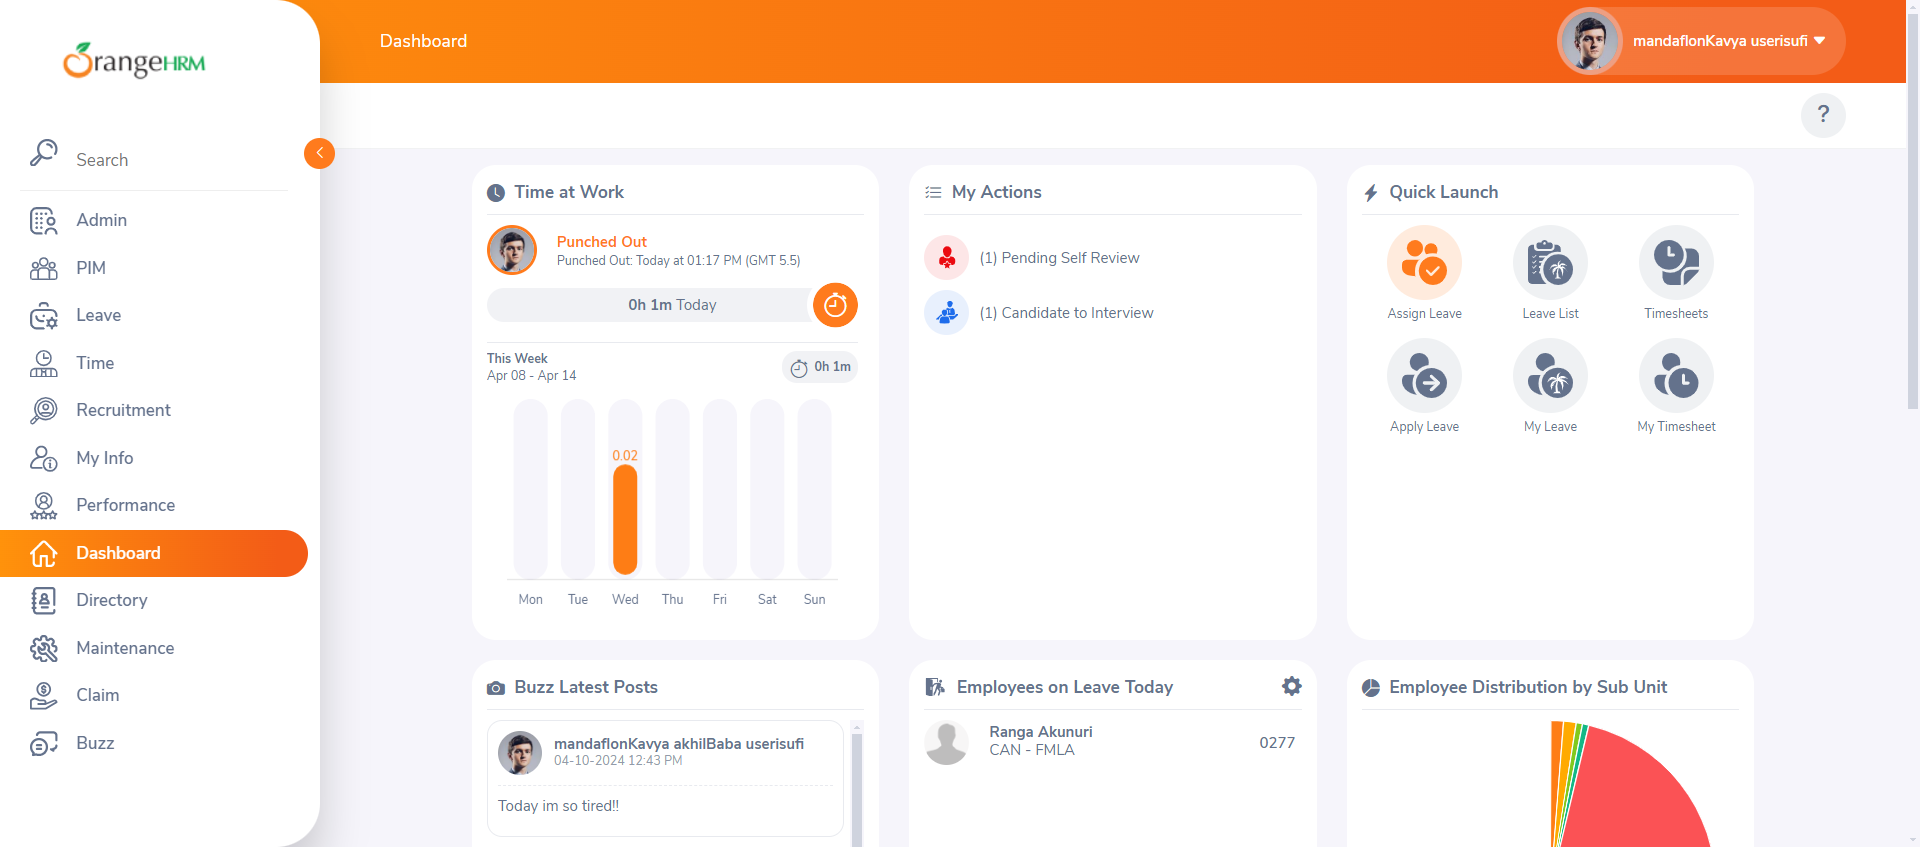 OrangeHRM
Dashboard
mandaflonKavya userisufi
?
Search
Admin
PIM
Leave
Time
Recruitment
My Info
Performance
Dashboard
Directory
Maintenance
Claim
Buzz
Time at Work
Punched Out
Punched Out: Today at 01:17 PM (GMT 5.5)
0h 1m Today
This Week
Apr 08 - Apr 14
0h 1m
0.02
Mon Tue Wed Thu Fri Sat Sun
My Actions
(1) Pending Self Review
(1) Candidate to Interview
Quick Launch
Assign Leave Leave List Timesheets
Apply Leave My Leave My Timesheet
Buzz Latest Posts
mandaflonKavya akhilBaba userisufi
04-10-2024 12:43 PM
Today im so tired!!
Employees on Leave Today
Ranga Akunuri
CAN - FMLA
0277
Employee Distribution by Sub Unit